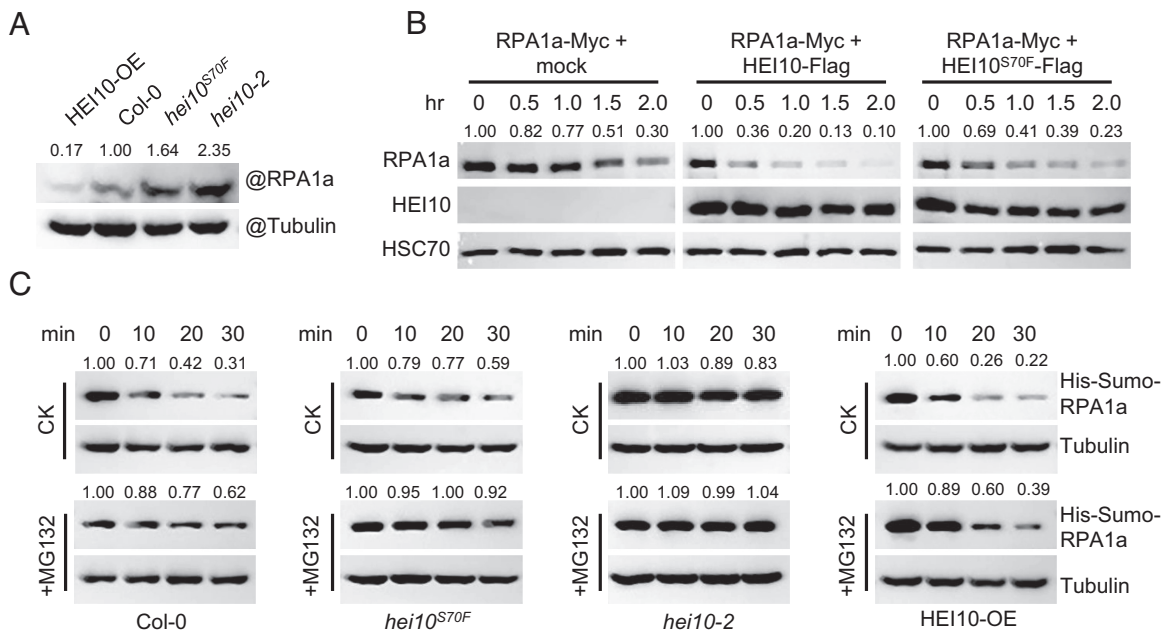 A
HEI10-OE Col-0 hei10S70F hei10-2
0.17 1.00 1.64 2.35
@RPA1a
@Tubulin
B
RPA1a-Myc + mock
RPA1a-Myc + HEI10-Flag
RPA1a-Myc + HEI10S70F-Flag
hr 0 0.5 1.0 1.5 2.0 0 0.5 1.0 1.5 2.0 0 0.5 1.0 1.5 2.0
1.00 0.82 0.77 0.51 0.30 1.00 0.36 0.20 0.13 0.10 1.00 0.69 0.41 0.39 0.23
RPA1a
HEI10
HSC70
C
min 0 10 20 30 min 0 10 20 30 min 0 10 20 30 min 0 10 20 30
1.00 0.71 0.42 0.31 1.00 0.79 0.77 0.59 1.00 1.03 0.89 0.83 1.00 0.60 0.26 0.22
CK CK CK CK
His-Sumo-
RPA1a
Tubulin
1.00 0.88 0.77 0.62 1.00 0.95 1.00 0.92 1.00 1.09 0.99 1.04 1.00 0.89 0.60 0.39
+MG132 +MG132 +MG132 +MG132
His-Sumo-
RPA1a
Tubulin
Col-0 hei10S70F hei10-2 HEI10-OE